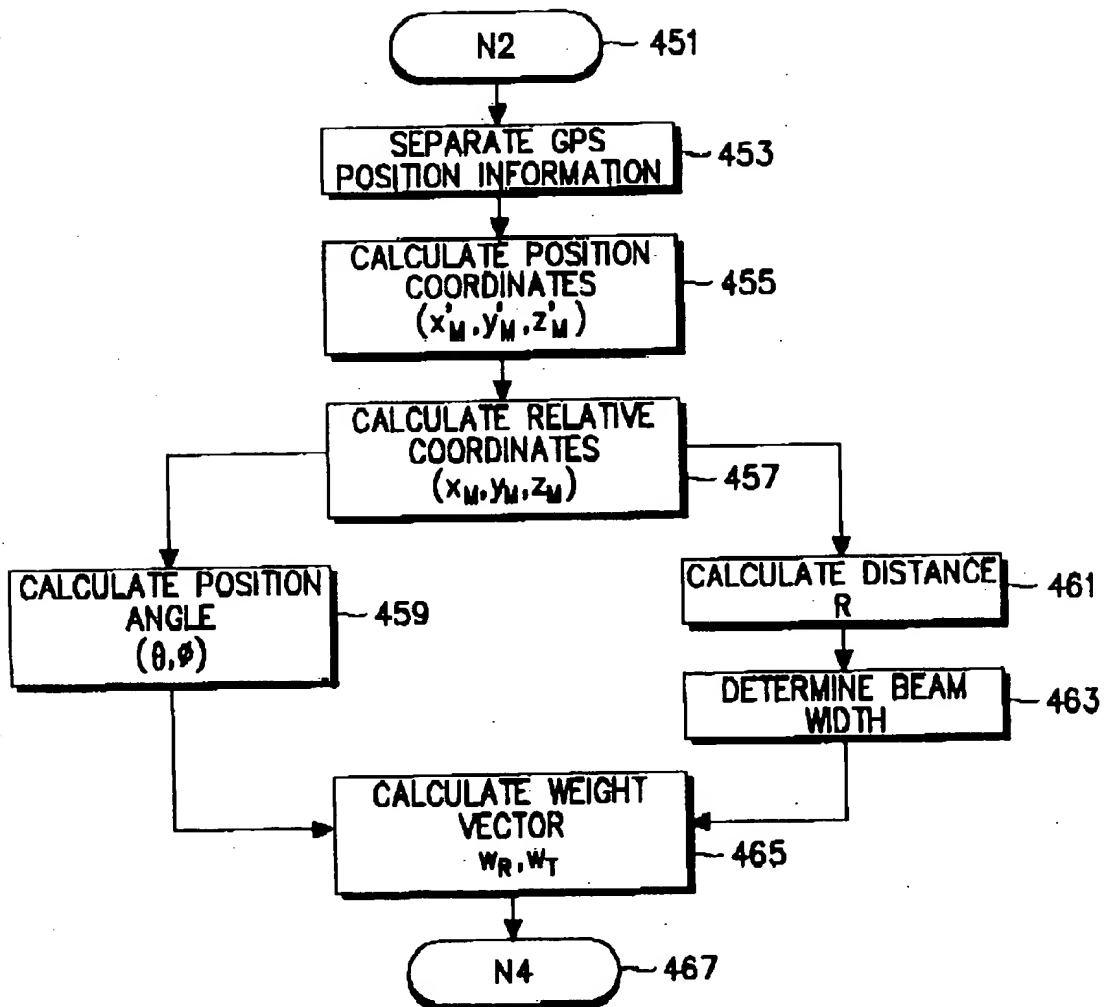 N2
451
SEPARATE GPS
POSITION INFORMATION
453
CALCULATE POSITION
COORDINATES
(x'M,y'M,z'M)
455
CALCULATE RELATIVE
COORDINATES
(xM,yM,zM)
457
CALCULATE POSITION
ANGLE
(θ,ø)
459
CALCULATE DISTANCE
R
461
DETERMINE BEAM
WIDTH
463
CALCULATE WEIGHT
VECTOR
wR,wT
465
N4
467